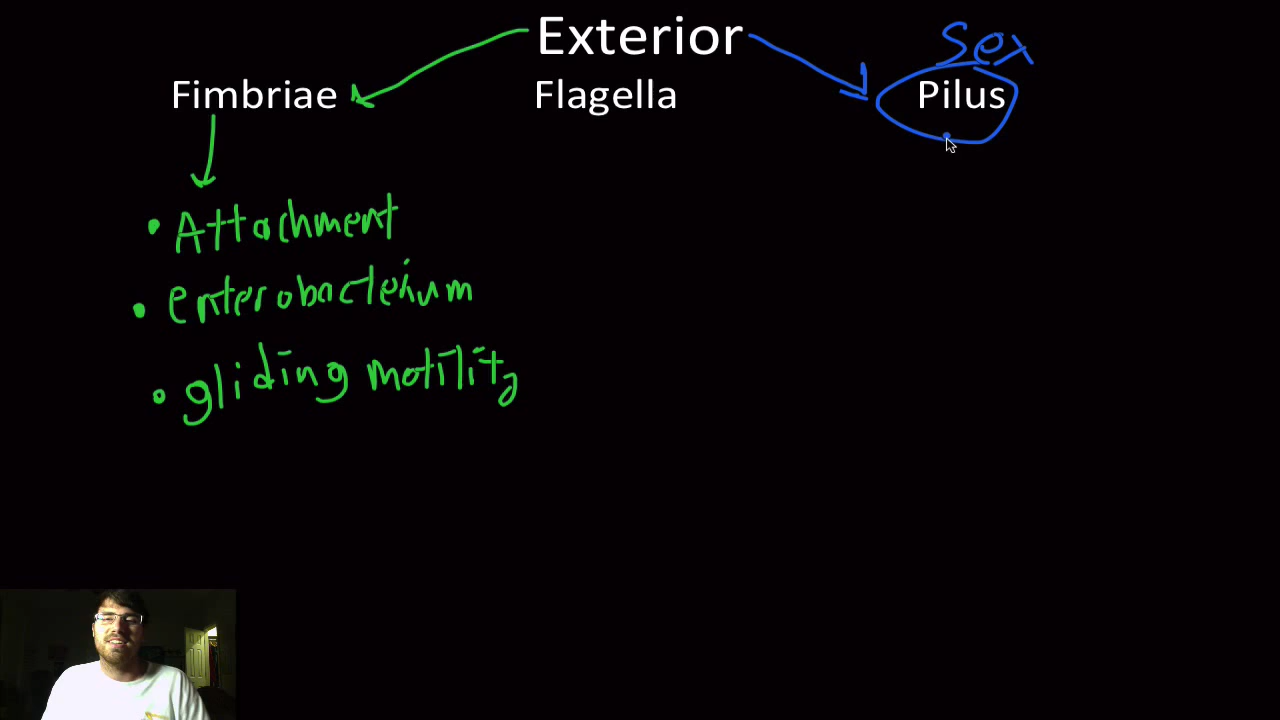 Exterior
Sex
Fimbriae Flagella Pilus
• Attachment
• enterobacterium
• gliding motility